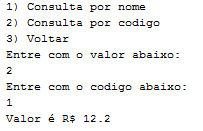 1) Consulta por nome
2) Consulta por codigo
3) Voltar
Entre com o valor abaixo:
2
Entre com o codigo abaixo:
1
Valor é R$ 12.2